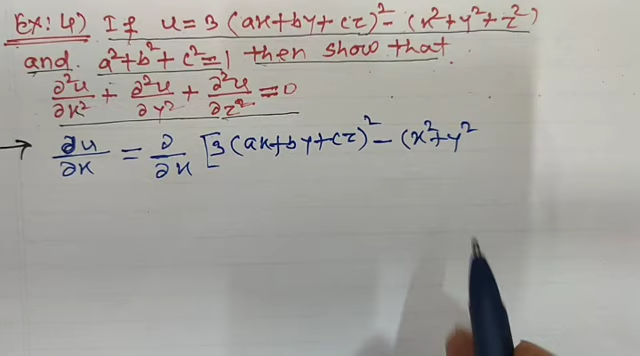 Ex: 4) If u = 3 (ax+by+cz)² - (x²+y²+z²)
and. a²+b²+c²=1 then show that
∂²u/∂x² + ∂²u/∂y² + ∂²u/∂z² = 0
→ ∂u/∂x = ∂/∂x [3(ax+by+cz)² - (x²+y²